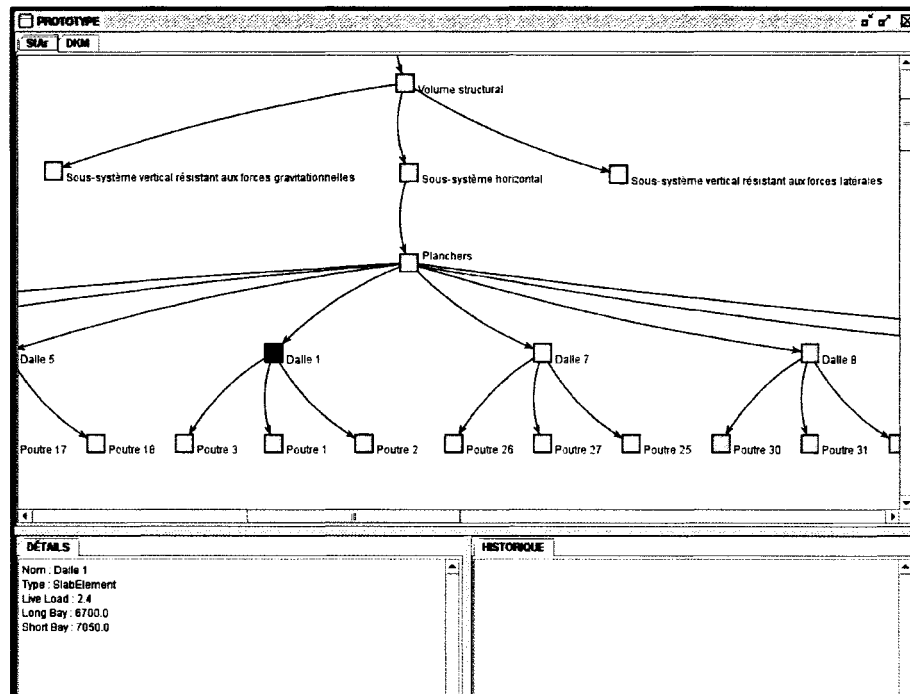 PROTOTYPE
StAr DKM
Volume structural
Sous-système vertical résistant aux forces gravitationnelles
Sous-système horizontal
Sous-système vertical résistant aux forces latérales
Planchers
Dalle 5
Dalle 1
Dalle 7
Dalle 8
Poutre 17
Poutre 18
Poutre 3
Poutre 1
Poutre 2
Poutre 26
Poutre 27
Poutre 25
Poutre 30
Poutre 31
DÉTAILS
Nom : Dalle 1
Type : SlabElement
Live Load : 2.4
Long Bay : 6700.0
Short Bay : 7050.0
HISTORIQUE